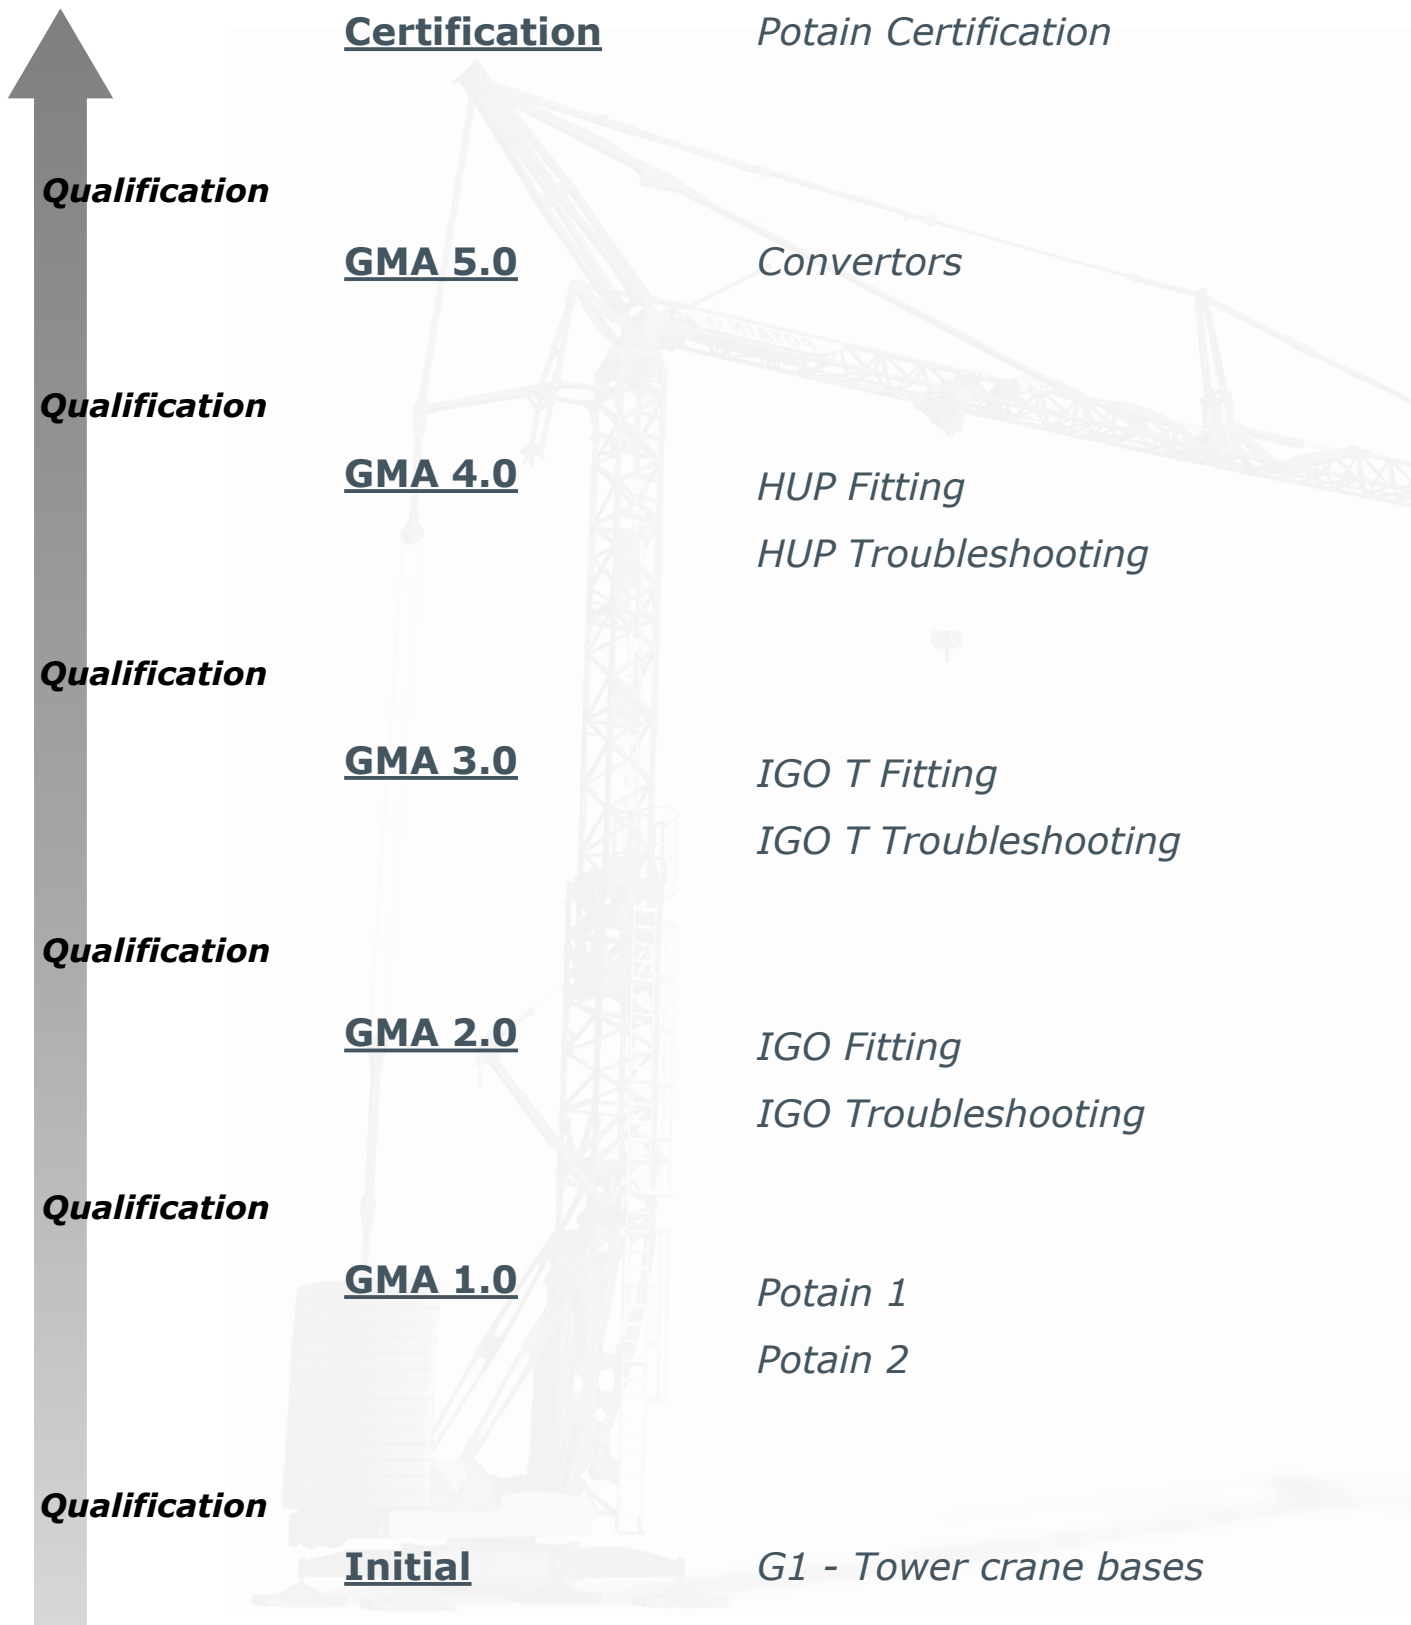 Certification Potain Certification
Qualification
GMA 5.0 Convertors
Qualification
GMA 4.0 HUP Fitting
HUP Troubleshooting
Qualification
GMA 3.0 IGO T Fitting
IGO T Troubleshooting
Qualification
GMA 2.0 IGO Fitting
IGO Troubleshooting
Qualification
GMA 1.0 Potain 1
Potain 2
Qualification
Initial G1 - Tower crane bases